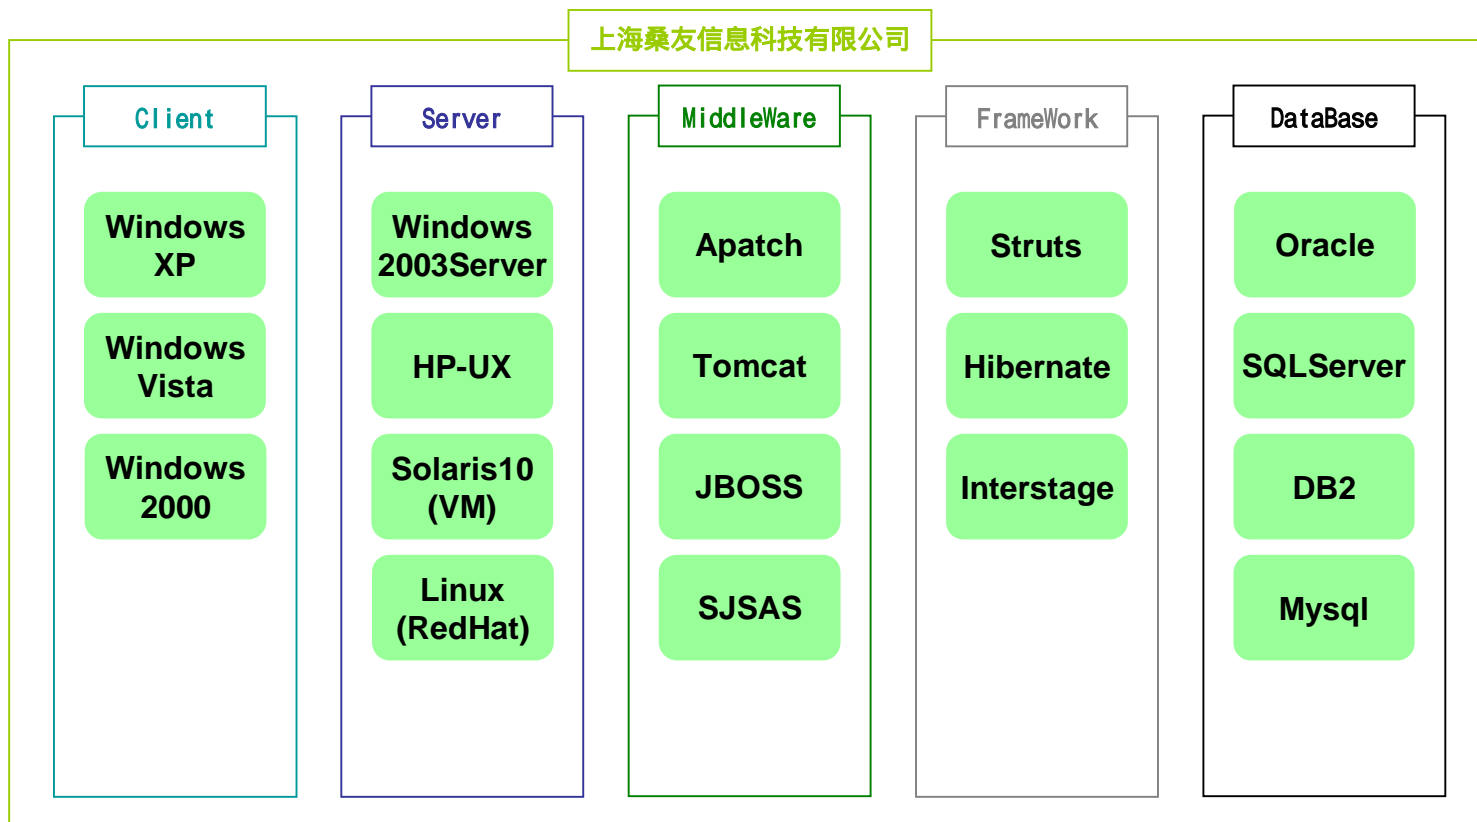 上海桑友信息科技有限公司
Client
Windows
XP
Windows
Vista
Windows
2000
Server
Windows
2003Server
HP-UX
Solaris10
(VM)
Linux
(RedHat)
MiddleWare
Apatch
Tomcat
JBOSS
SJSAS
FrameWork
Struts
Hibernate
Interstage
DataBase
Oracle
SQLServer
DB2
Mysql